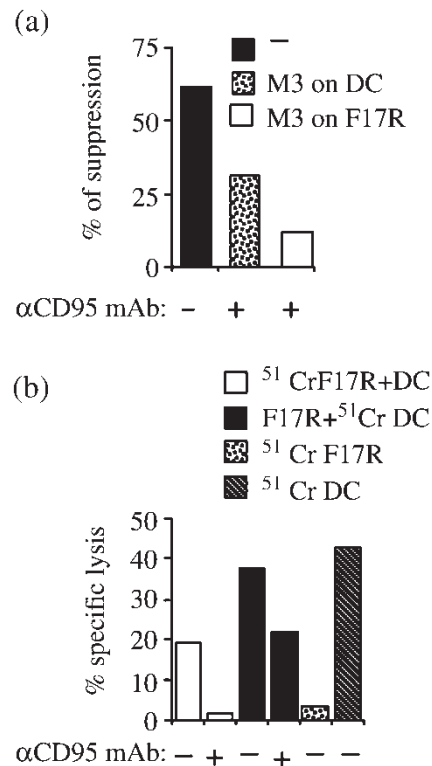 (a)
% of suppression
75
50
25
0
–
M3 on DC
M3 on F17R
αCD95 mAb: – + +
(b)
⁵¹ CrF17R+DC
F17R+⁵¹Cr DC
⁵¹ Cr F17R
⁵¹ Cr DC
% specific lysis
50
40
30
20
10
0
αCD95 mAb: – + – + – –